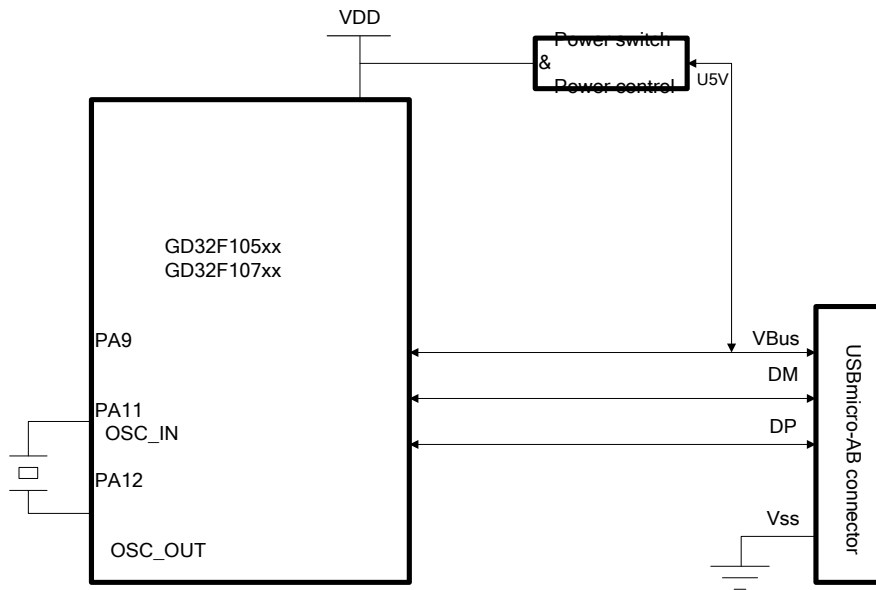 VDD
Power switch
&
Power control
U5V
GD32F105xx
GD32F107xx
PA9
VBus
DM
PA11
OSC_IN
DP
PA12
Vss
OSC_OUT
USBmicro-AB connector